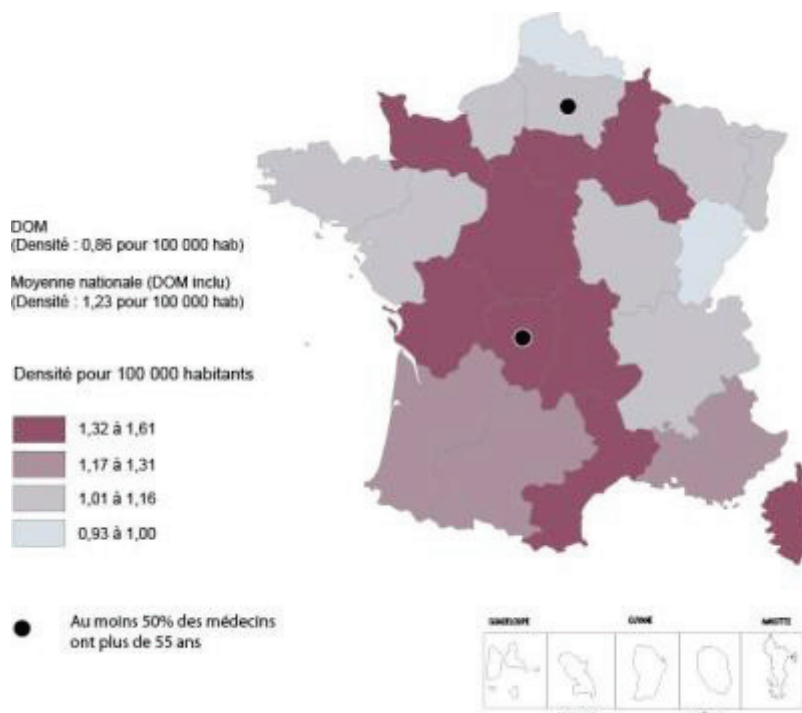 DOM
(Densité : 0,86 pour 100 000 hab)
Moyenne nationale (DOM inclu)
(Densité : 1,23 pour 100 000 hab)
Densité pour 100 000 habitants
1,32 à 1,61
1,17 à 1,31
1,01 à 1,16
0,93 à 1,00
Au moins 50% des médecins
ont plus de 55 ans
GUADELOUPE
MAYOTTE